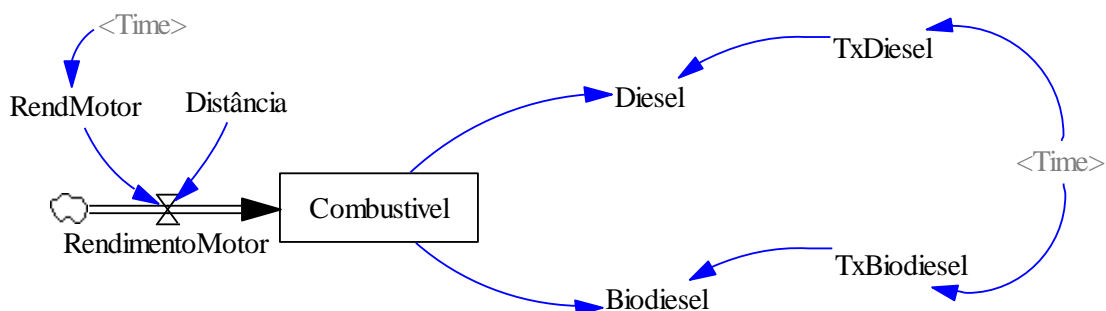 <Time>
TxDiesel
RendMotor
Distância
Diesel
<Time>
Combustivel
RendimentoMotor
TxBiodiesel
Biodiesel